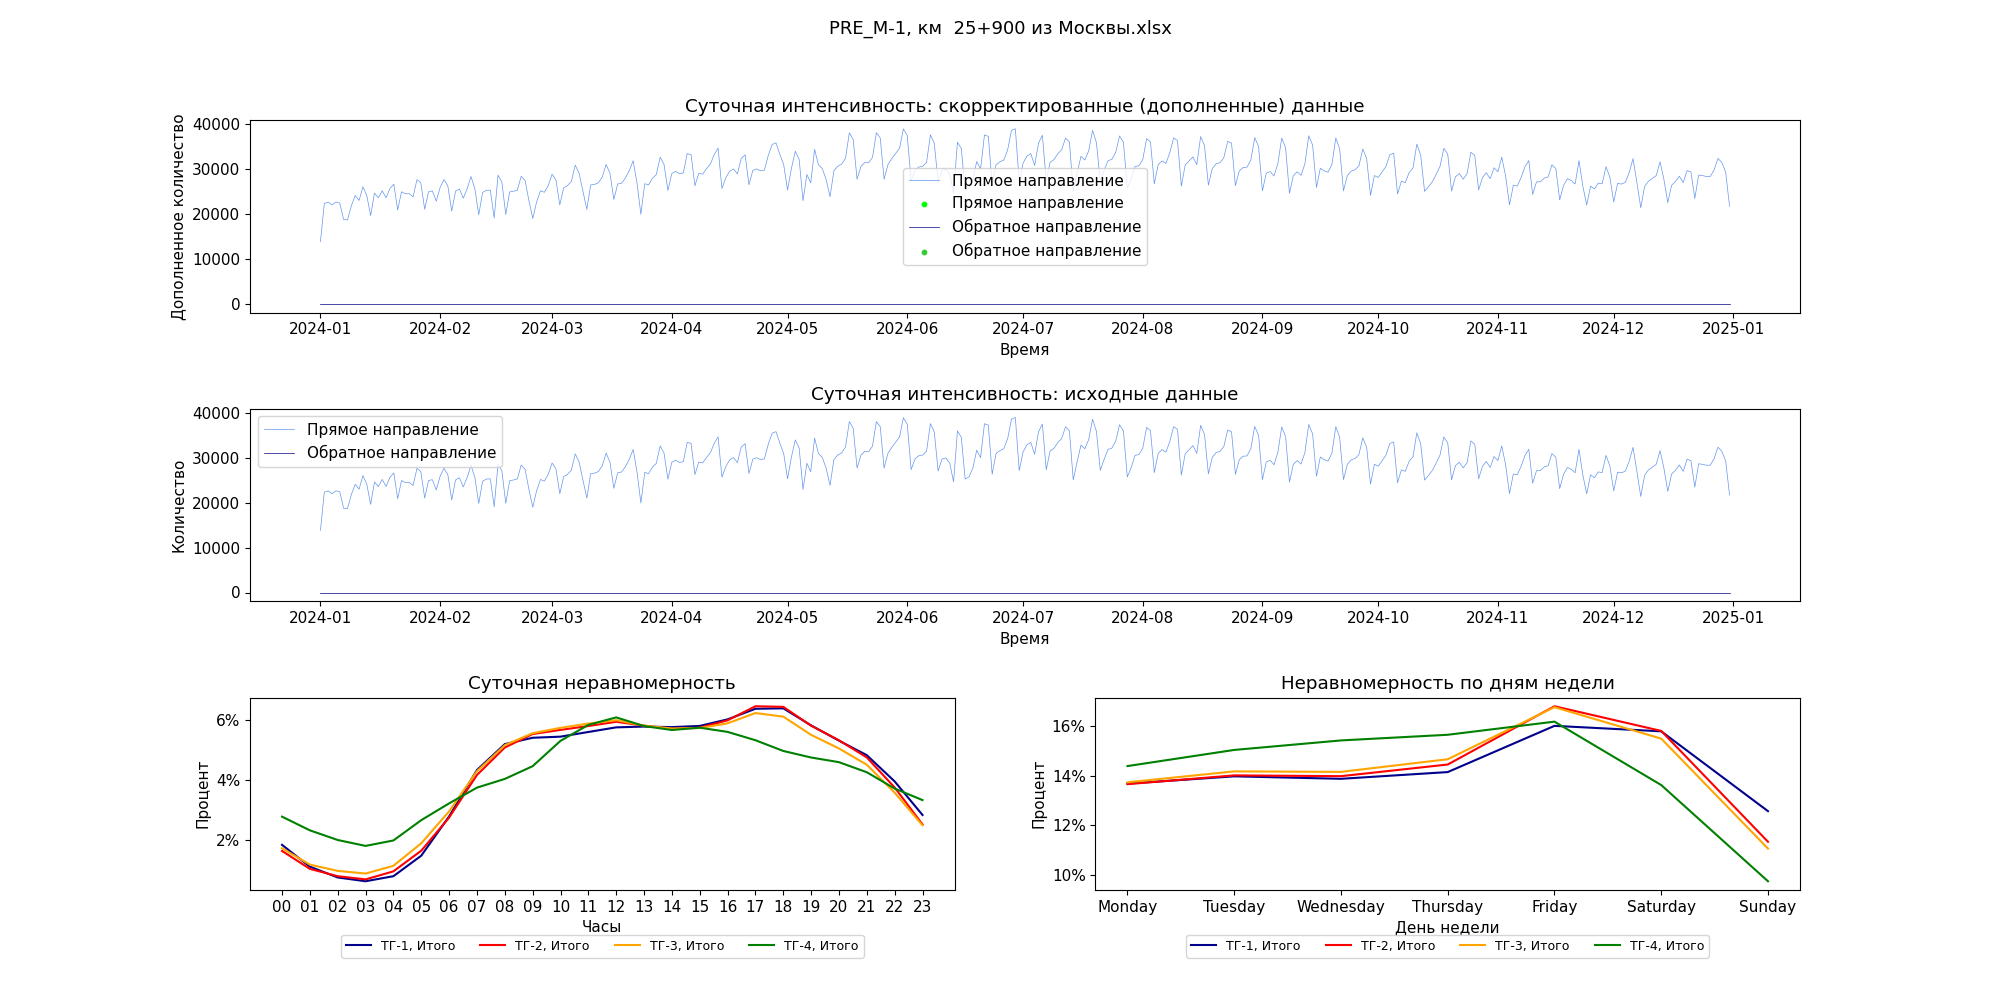 PRE_М-1, км  25+900 из Москвы.xlsx
Суточная интенсивность: скорректированные (дополненные) данные
Дополненное количество
40000
30000
20000
10000
0
Прямое направление
Прямое направление
Обратное направление
Обратное направление
2024-01 2024-02 2024-03 2024-04 2024-05 2024-06 2024-07 2024-08 2024-09 2024-10 2024-11 2024-12 2025-01
Время
Суточная интенсивность: исходные данные
Количество
40000
30000
20000
10000
0
Прямое направление
Обратное направление
2024-01 2024-02 2024-03 2024-04 2024-05 2024-06 2024-07 2024-08 2024-09 2024-10 2024-11 2024-12 2025-01
Время
Суточная неравномерность
Процент
6%
4%
2%
00 01 02 03 04 05 06 07 08 09 10 11 12 13 14 15 16 17 18 19 20 21 22 23
Часы
ТГ-1, Итого ТГ-2, Итого ТГ-3, Итого ТГ-4, Итого
Неравномерность по дням недели
Процент
16%
14%
12%
10%
Monday Tuesday Wednesday Thursday Friday Saturday Sunday
День недели
ТГ-1, Итого ТГ-2, Итого ТГ-3, Итого ТГ-4, Итого